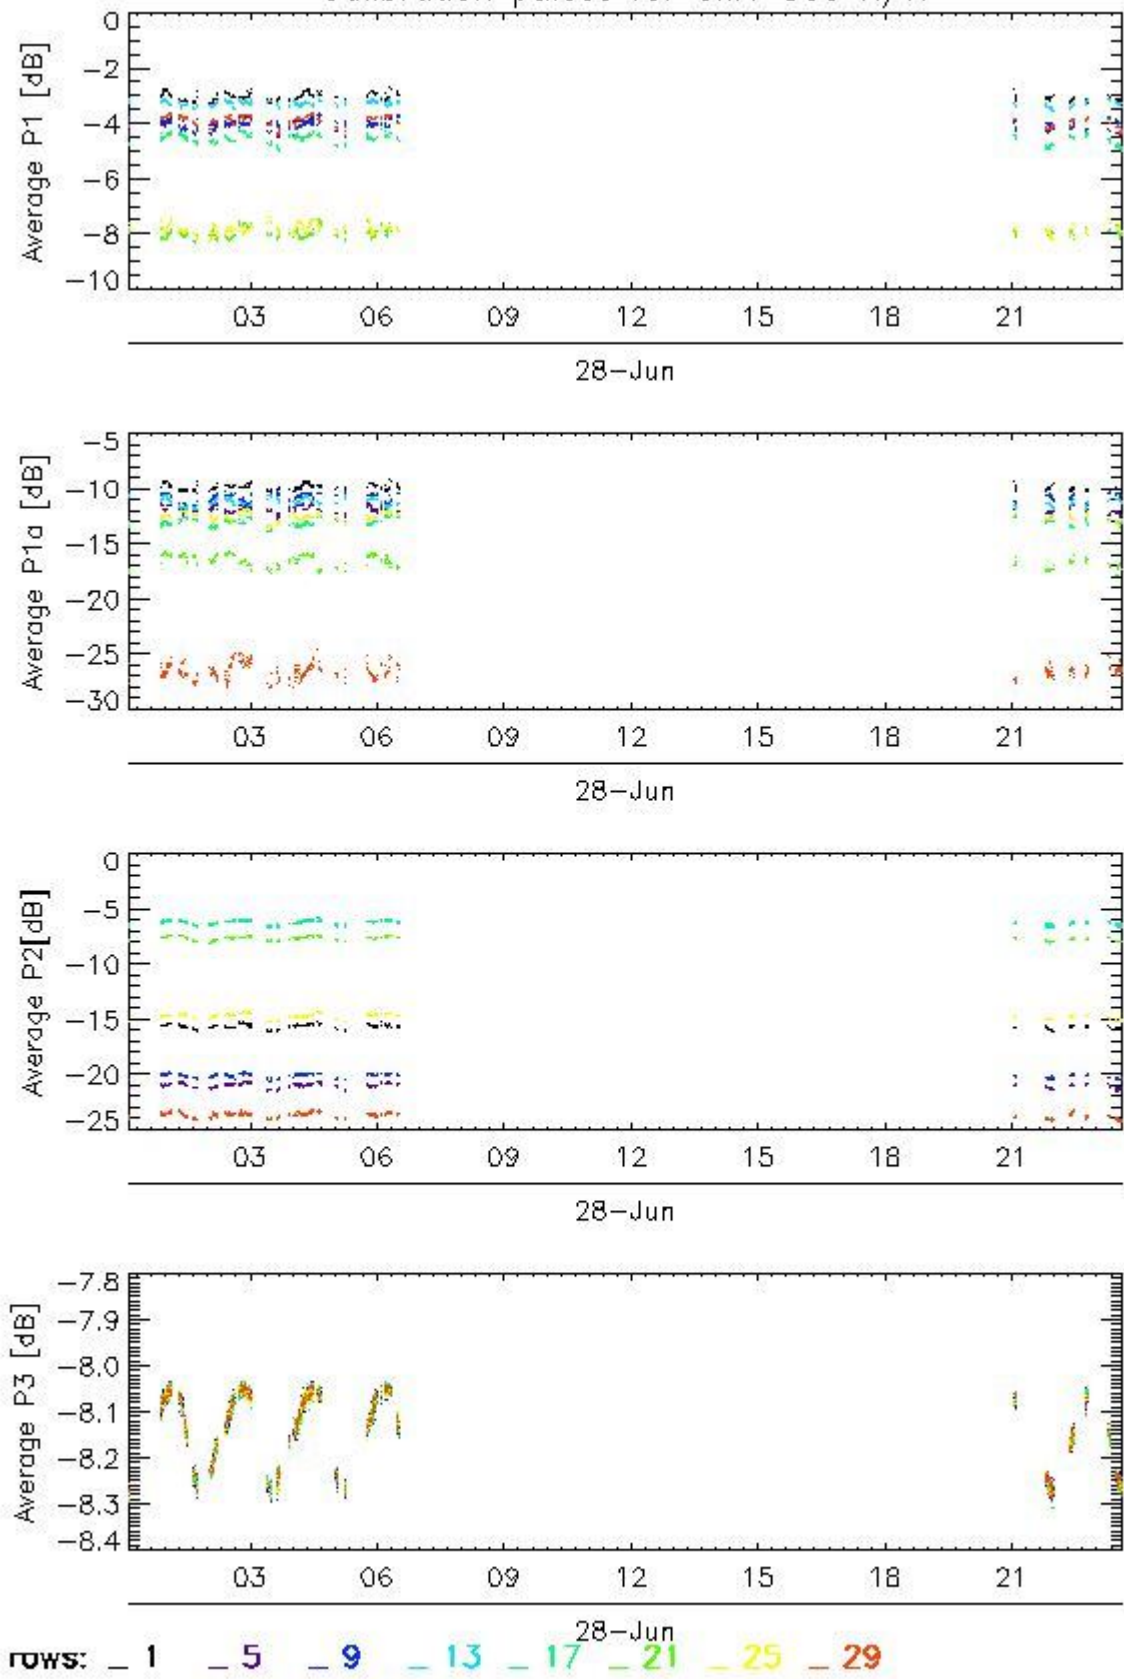 Average P1 [dB]
0
−2
−4
−6
−8
−10
03 06 09 12 15 18 21
28−Jun
Average P1a [dB]
−5
−10
−15
−20
−25
−30
03 06 09 12 15 18 21
28−Jun
Average P2[dB]
0
−5
−10
−15
−20
−25
03 06 09 12 15 18 21
28−Jun
Average P3 [dB]
−7.8
−7.9
−8.0
−8.1
−8.2
−8.3
−8.4
03 06 09 12 15 18 21
28−Jun
rows: _ 1 _ 5 _ 9 _ 13 _ 17 _ 21 _ 25 _ 29